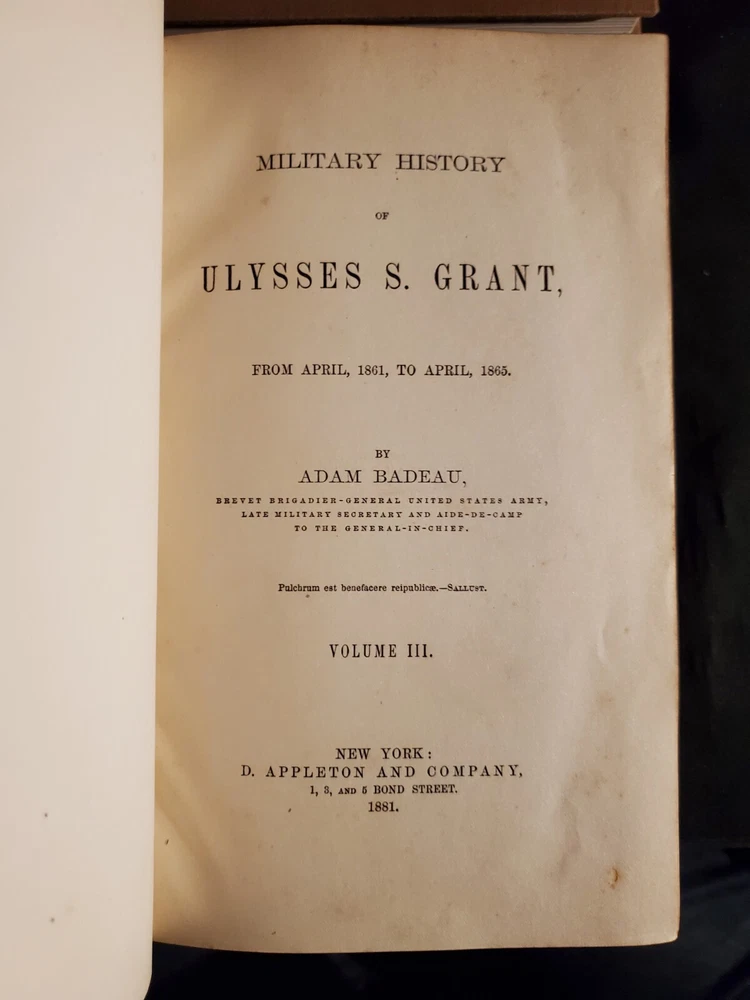 MILITARY HISTORY
OF
ULYSSES S. GRANT,
FROM APRIL, 1861, TO APRIL, 1865.
BY
ADAM BADEAU,
BREVET BRIGADIER-GENERAL UNITED STATES ARMY,
LATE MILITARY SECRETARY AND AIDE-DE-CAMP
TO THE GENERAL-IN-CHIEF.
Pulchrum est benefacere reipublicæ.—SALLUST.
VOLUME III.
NEW YORK:
D. APPLETON AND COMPANY,
1, 3, AND 5 BOND STREET.
1881.